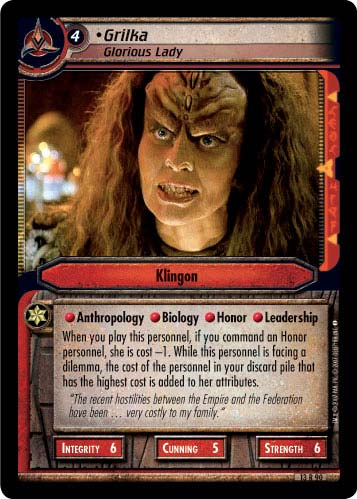 4
•Grilka
Glorious Lady
Klingon
Anthropology Biology Honor Leadership
When you play this personnel, if you command an Honor
personnel, she is cost -1. While this personnel is facing a
dilemma, the cost of the personnel in your discard pile that
has the highest cost is added to her attributes.
"The recent hostilities between the Empire and the Federation
have been … very costly to my family."
INTEGRITY 6 CUNNING 5 STRENGTH 6
13 R 90